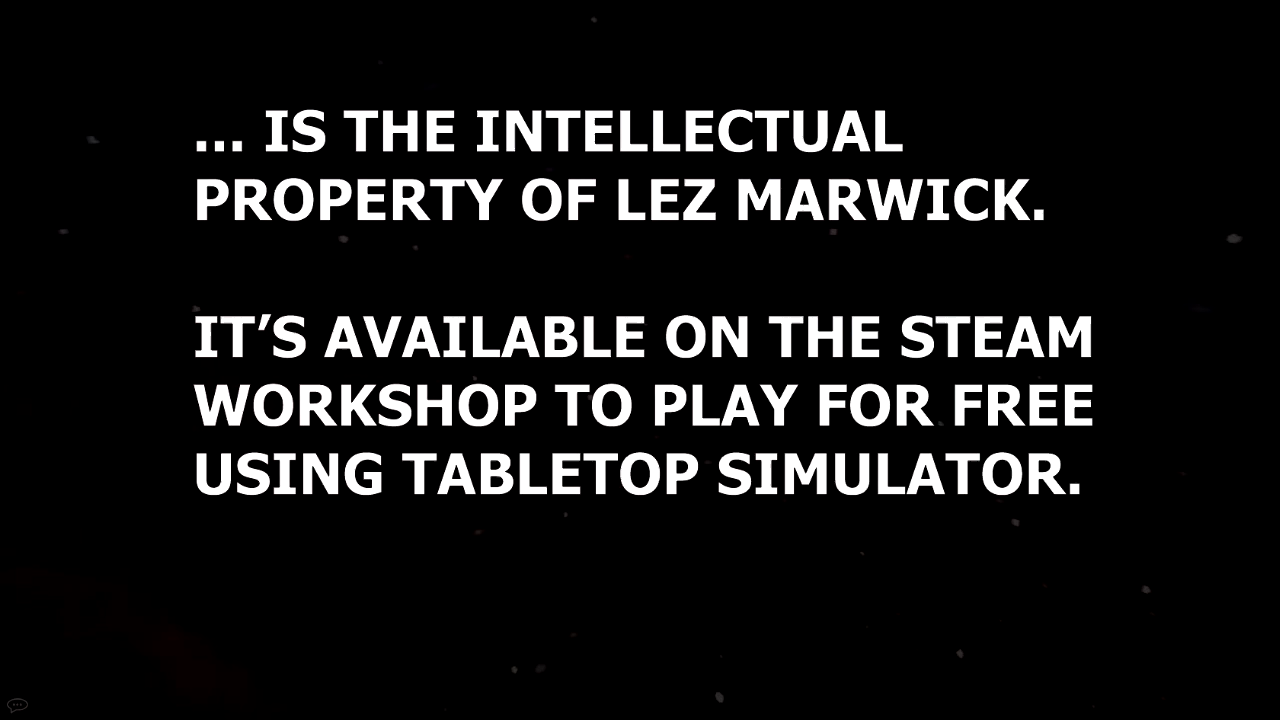 ... IS THE INTELLECTUAL
PROPERTY OF LEZ MARWICK.
IT’S AVAILABLE ON THE STEAM
WORKSHOP TO PLAY FOR FREE
USING TABLETOP SIMULATOR.